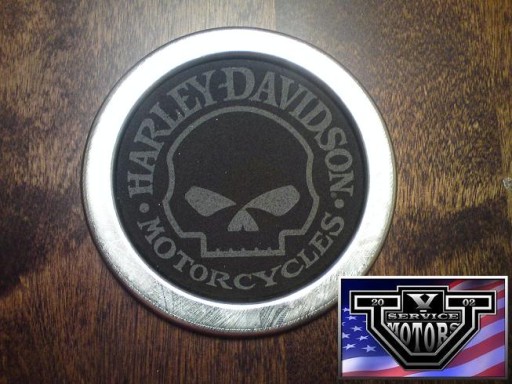 HARLEY-DAVIDSON
• MOTORCYCLES •
20 V 02
SERVICE
MOTORS